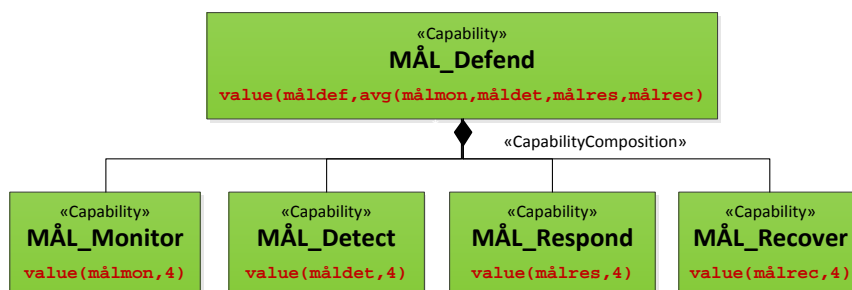 «Capability»
MÅL_Defend
value(måldef,avg(målmon,måldet,målres,målrec)
«CapabilityComposition»
«Capability»
MÅL_Monitor
value(målmon,4)
«Capability»
MÅL_Detect
value(måldet,4)
«Capability»
MÅL_Respond
value(målres,4)
«Capability»
MÅL_Recover
value(målrec,4)